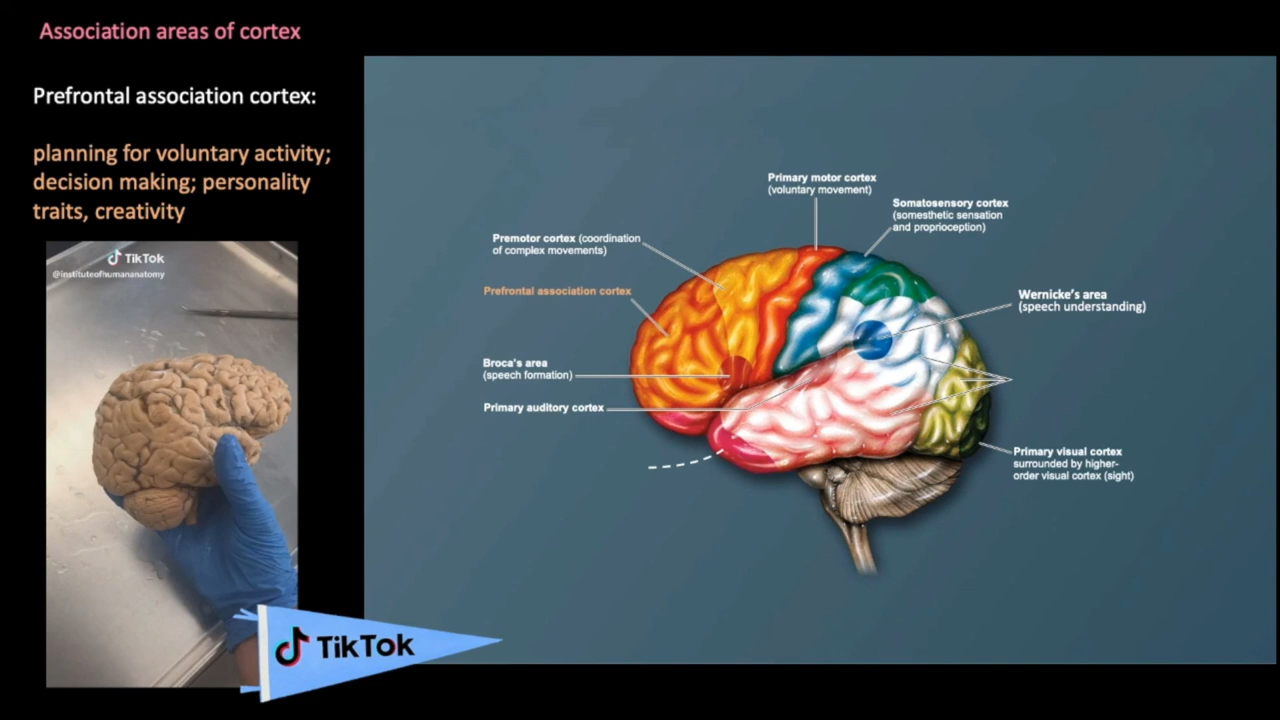 Association areas of cortex
Prefrontal association cortex:
planning for voluntary activity;
decision making; personality
traits, creativity
TikTok
@instituteofhumananatomy
TikTok
Primary motor cortex
(voluntary movement)
Somatosensory cortex
(somesthetic sensation
and proprioception)
Premotor cortex (coordination
of complex movements)
Prefrontal association cortex
Wernicke's area
(speech understanding)
Broca's area
(speech formation)
Primary auditory cortex
Primary visual cortex
surrounded by higher-
order visual cortex (sight)